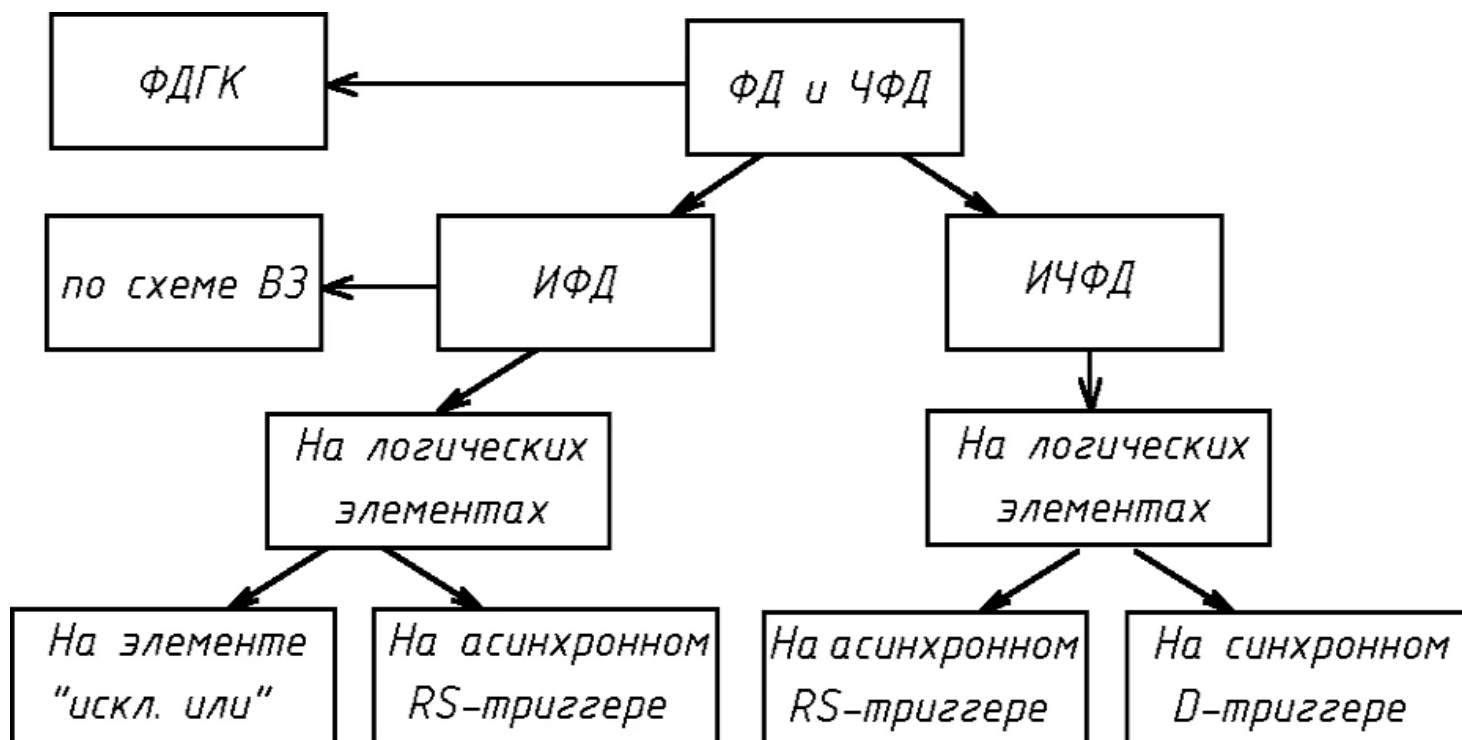 ФДГК
ФД и ЧФД
по схеме ВЗ
ИФД
ИЧФД
На логических
элементах
На логических
элементах
На элементе
"искл. или"
На асинхронном
RS-триггере
На асинхронном
RS-триггере
На синхронном
D-триггере